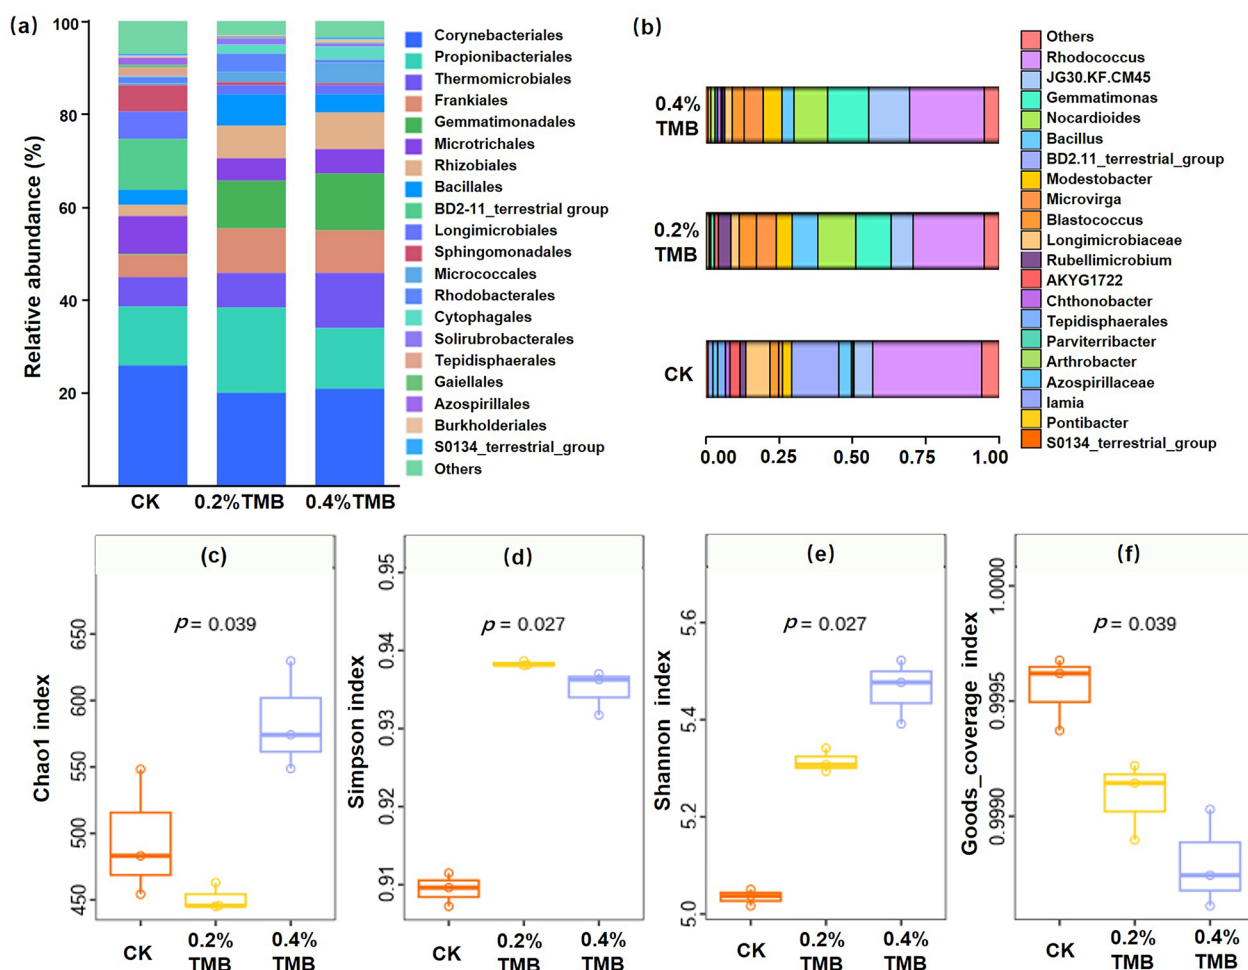 (a)
Relative abundance (%)
100
80
60
40
20
CK
0.2%TMB
0.4%TMB
Corynebacteriales
Propionibacteriales
Thermomicrobiales
Frankiales
Gemmatimonadales
Microtrichales
Rhizobiales
Bacillales
BD2-11_terrestrial group
Longimicrobiales
Sphingomonadales
Micrococcales
Rhodobacterales
Cytophagales
Solirubrobacterales
Tepidisphaerales
Gaiellales
Azospirillales
Burkholderiales
S0134_terrestrial_group
Others
(b)
0.4%
TMB
0.2%
TMB
CK
0.00
0.25
0.50
0.75
1.00
Others
Rhodococcus
JG30.KF.CM45
Gemmatimonas
Nocardioides
Bacillus
BD2.11_terrestrial_group
Modestobacter
Microvirga
Blastococcus
Longimicrobiaceae
Rubellimicrobium
AKYG1722
Chthonobacter
Tepidisphaerales
Parviterribacter
Arthrobacter
Azospirillaceae
Iamia
Pontibacter
S0134_terrestrial_group
(c)
p = 0.039
Chao1 index
650
600
550
500
450
CK
0.2%
TMB
0.4%
TMB
(d)
p = 0.027
Simpson index
0.95
0.94
0.93
0.92
0.91
CK
0.2%
TMB
0.4%
TMB
(e)
p = 0.027
Shannon index
5.6
5.4
5.2
5.0
CK
0.2%
TMB
0.4%
TMB
(f)
p = 0.039
Goods_coverage index
1.0000
0.9995
0.9990
CK
0.2%
TMB
0.4%
TMB